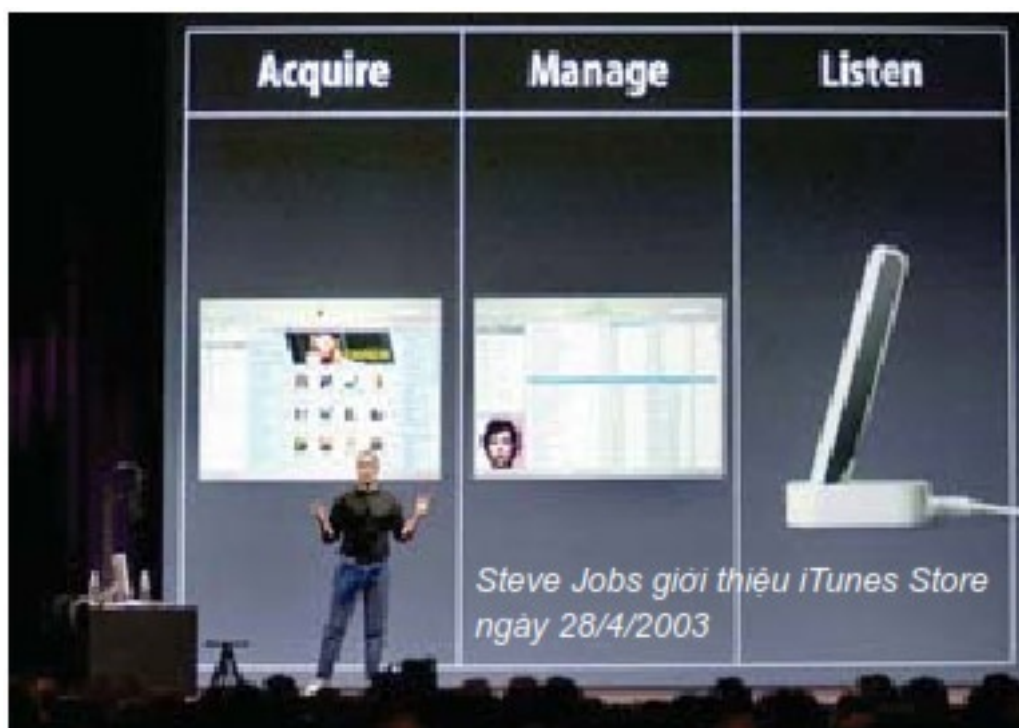 Acquire
Manage
Listen
Steve Jobs giới thiệu iTunes Store
ngày 28/4/2003